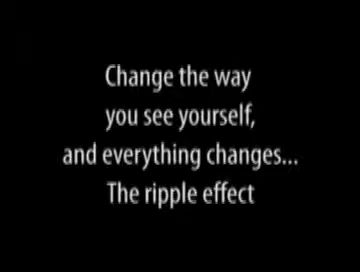 Change the way
you see yourself,
and everything changes...
The ripple effect